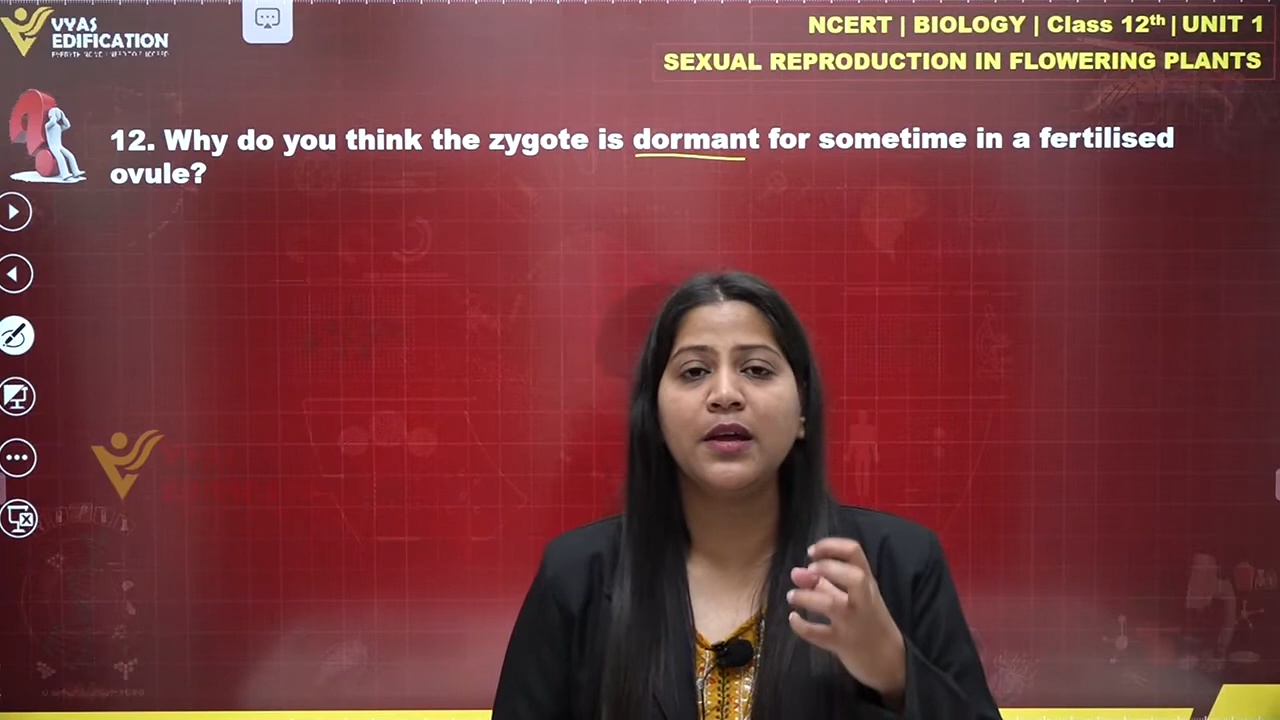 VYAS
EDIFICATION
NCERT | BIOLOGY | Class 12th | UNIT 1
SEXUAL REPRODUCTION IN FLOWERING PLANTS
12. Why do you think the zygote is dormant for sometime in a fertilised
ovule?